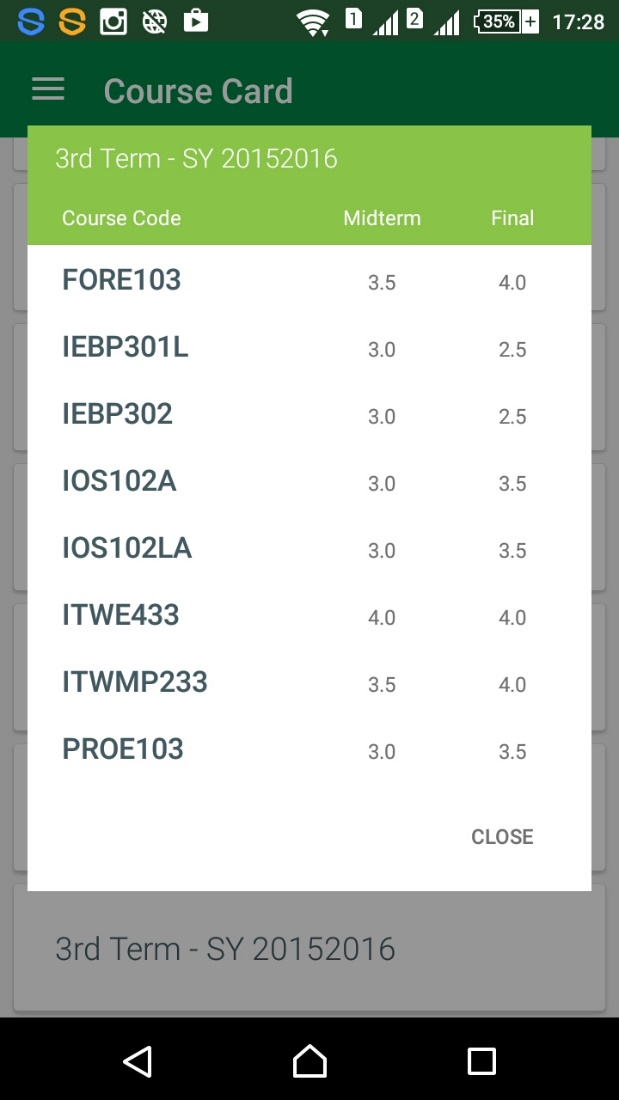 1 2 35% + 17:28
Course Card
3rd Term - SY 20152016
Course Code Midterm Final
FORE103 3.5 4.0
IEBP301L 3.0 2.5
IEBP302 3.0 2.5
IOS102A 3.0 3.5
IOS102LA 3.0 3.5
ITWE433 4.0 4.0
ITWMP233 3.5 4.0
PROE103 3.0 3.5
CLOSE
3rd Term - SY 20152016